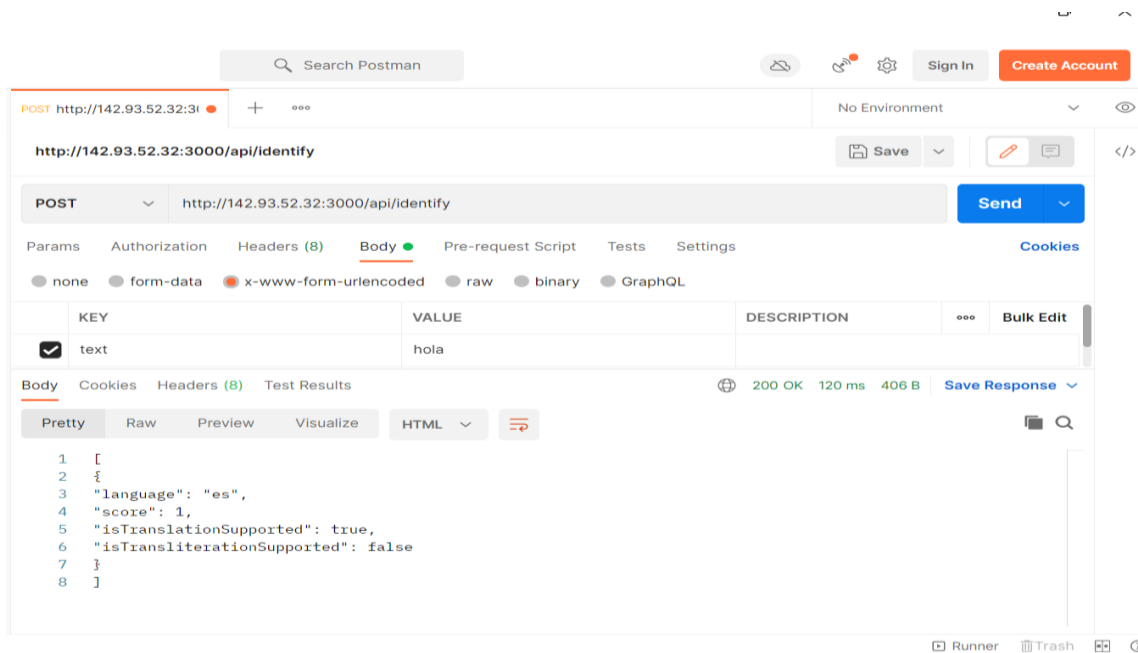 Search Postman
Sign In
Create Account
POST http://142.93.52.32:3(
No Environment
http://142.93.52.32:3000/api/identify
Save
</>
POST
http://142.93.52.32:3000/api/identify
Send
Params Authorization Headers (8) Body Pre-request Script Tests Settings Cookies
none form-data x-www-form-urlencoded raw binary GraphQL
KEY VALUE DESCRIPTION Bulk Edit
text hola
Body Cookies Headers (8) Test Results 200 OK 120 ms 406 B Save Response
Pretty Raw Preview Visualize HTML
1 [
2 {
3 "language": "es",
4 "score": 1,
5 "isTranslationSupported": true,
6 "isTransliterationSupported": false
7 }
8 ]
Runner Trash